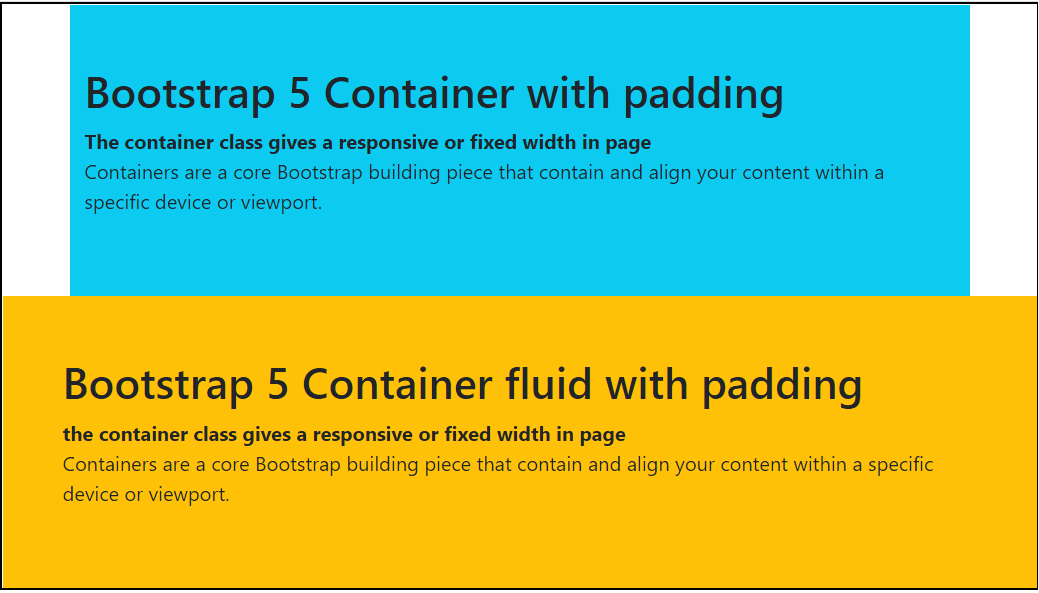 Bootstrap 5 Container with padding
The container class gives a responsive or fixed width in page
Containers are a core Bootstrap building piece that contain and align your content within a
specific device or viewport.
Bootstrap 5 Container fluid with padding
the container class gives a responsive or fixed width in page
Containers are a core Bootstrap building piece that contain and align your content within a specific
device or viewport.